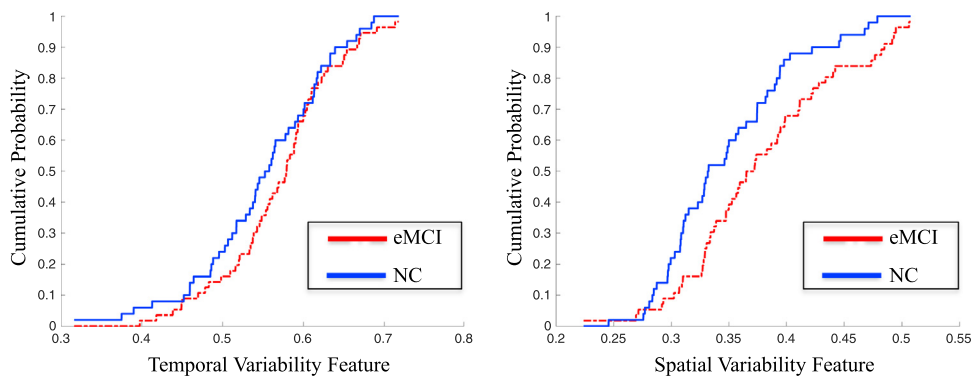 1
0.9
0.8
0.7
0.6
0.5
0.4
0.3
0.2
0.1
0
Cumulative Probability
eMCI
NC
0.3 0.4 0.5 0.6 0.7 0.8
Temporal Variability Feature
1
0.9
0.8
0.7
0.6
0.5
0.4
0.3
0.2
0.1
0
Cumulative Probability
eMCI
NC
0.2 0.25 0.3 0.35 0.4 0.45 0.5 0.55
Spatial Variability Feature